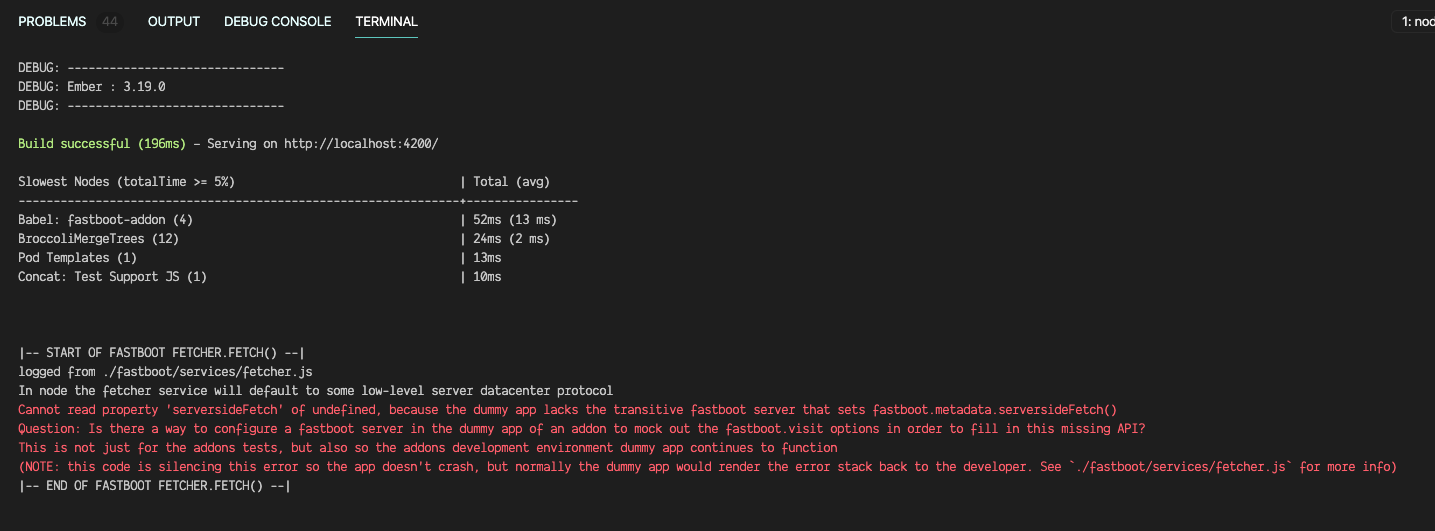 PROBLEMS 44 OUTPUT DEBUG CONSOLE TERMINAL 1: nod
DEBUG: -------------------------------
DEBUG: Ember : 3.19.0
DEBUG: -------------------------------
Build successful (196ms) – Serving on http://localhost:4200/
Slowest Nodes (totalTime >= 5%) | Total (avg)
---------------------------------------------------------------+----------------
Babel: fastboot-addon (4) | 52ms (13 ms)
BroccoliMergeTrees (12) | 24ms (2 ms)
Pod Templates (1) | 13ms
Concat: Test Support JS (1) | 10ms
|-- START OF FASTBOOT FETCHER.FETCH() --|
logged from ./fastboot/services/fetcher.js
In node the fetcher service will default to some low-level server datacenter protocol
Cannot read property 'serversideFetch' of undefined, because the dummy app lacks the transitive fastboot server that sets fastboot.metadata.serversideFetch()
Question: Is there a way to configure a fastboot server in the dummy app of an addon to mock out the fastboot.visit options in order to fill in this missing API?
This is not just for the addons tests, but also so the addons development environment dummy app continues to function
(NOTE: this code is silencing this error so the app doesn't crash, but normally the dummy app would render the error stack back to the developer. See `./fastboot/services/fetcher.js` for more info)
|-- END OF FASTBOOT FETCHER.FETCH() --|